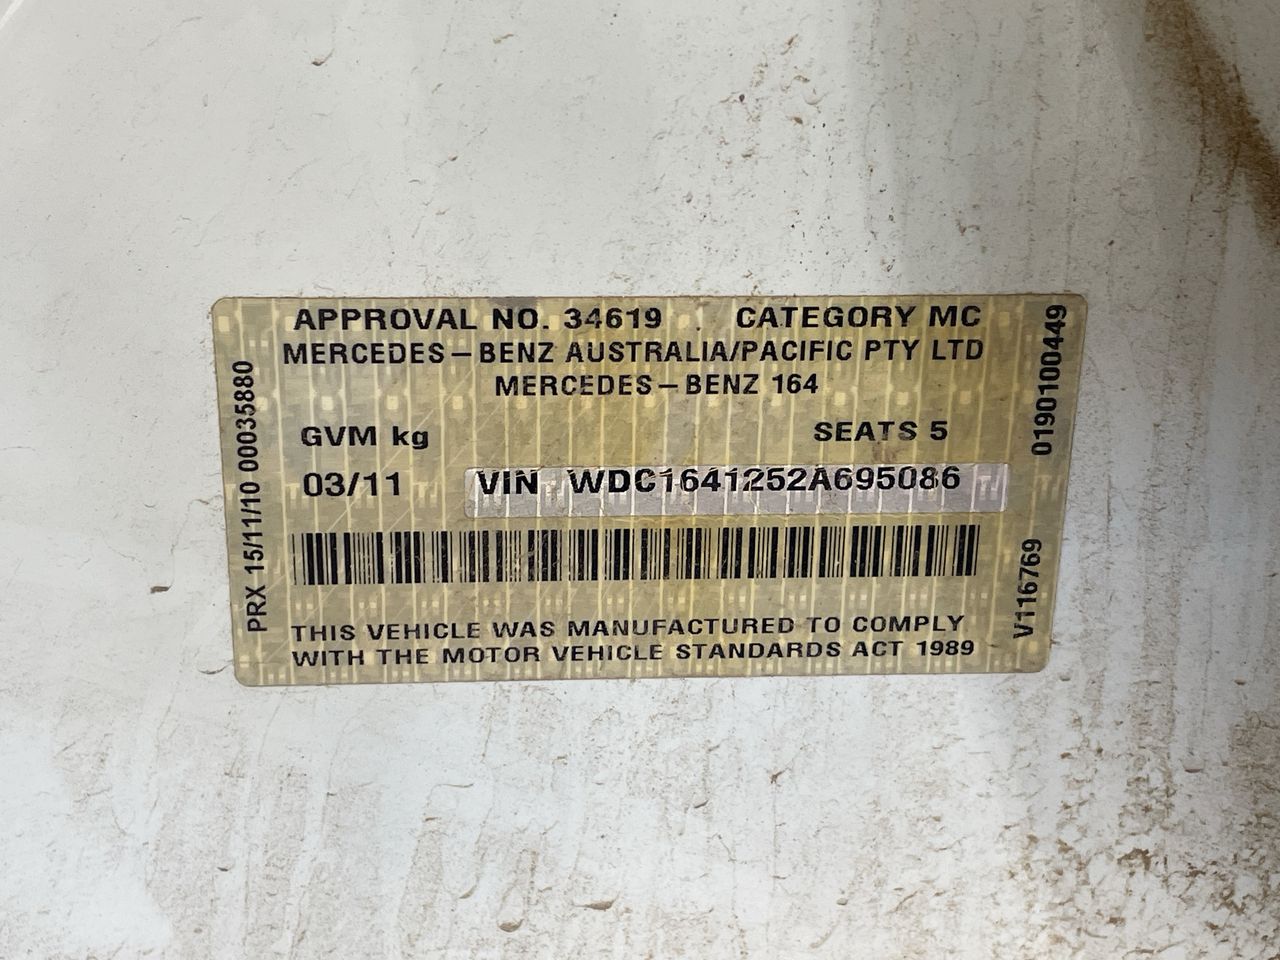 APPROVAL NO. 34619 CATEGORY MC
MERCEDES-BENZ AUSTRALIA/PACIFIC PTY LTD
MERCEDES-BENZ 164
GVM kg SEATS 5
03/11 VIN WDC1641252A695086
THIS VEHICLE WAS MANUFACTURED TO COMPLY
WITH THE MOTOR VEHICLE STANDARDS ACT 1989
PRX 15/11/10 00035880
V116769 0190100449